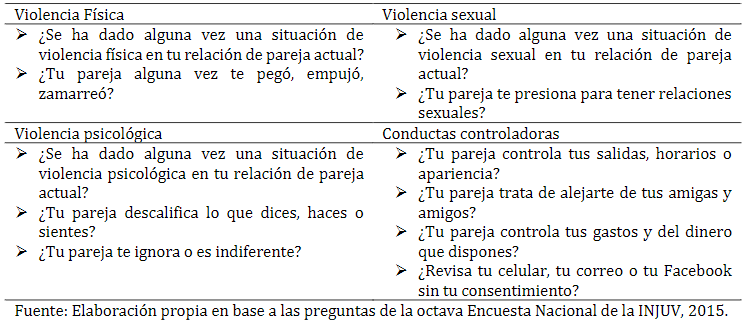 Violencia Física
➢ ¿Se ha dado alguna vez una situación de
violencia física en tu relación de pareja actual?
➢ ¿Tu pareja alguna vez te pegó, empujó,
zamarreó?
Violencia sexual
➢ ¿Se ha dado alguna vez una situación de
violencia sexual en tu relación de pareja
actual?
➢ ¿Tu pareja te presiona para tener relaciones
sexuales?
Violencia psicológica
➢ ¿Se ha dado alguna vez una situación de
violencia psicológica en tu relación de pareja
actual?
➢ ¿Tu pareja descalifica lo que dices, haces o
sientes?
➢ ¿Tu pareja te ignora o es indiferente?
Conductas controladoras
➢ ¿Tu pareja controla tus salidas, horarios o
apariencia?
➢ ¿Tu pareja trata de alejarte de tus amigas y
amigos?
➢ ¿Tu pareja controla tus gastos y del dinero
que dispones?
➢ ¿Revisa tu celular, tu correo o tu Facebook
sin tu consentimiento?
Fuente: Elaboración propia en base a las preguntas de la octava Encuesta Nacional de la INJUV, 2015.